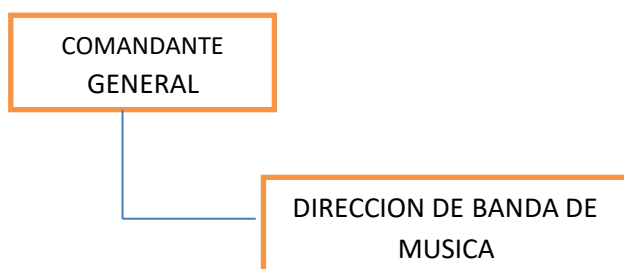 COMANDANTE
GENERAL
DIRECCION DE BANDA DE
MUSICA